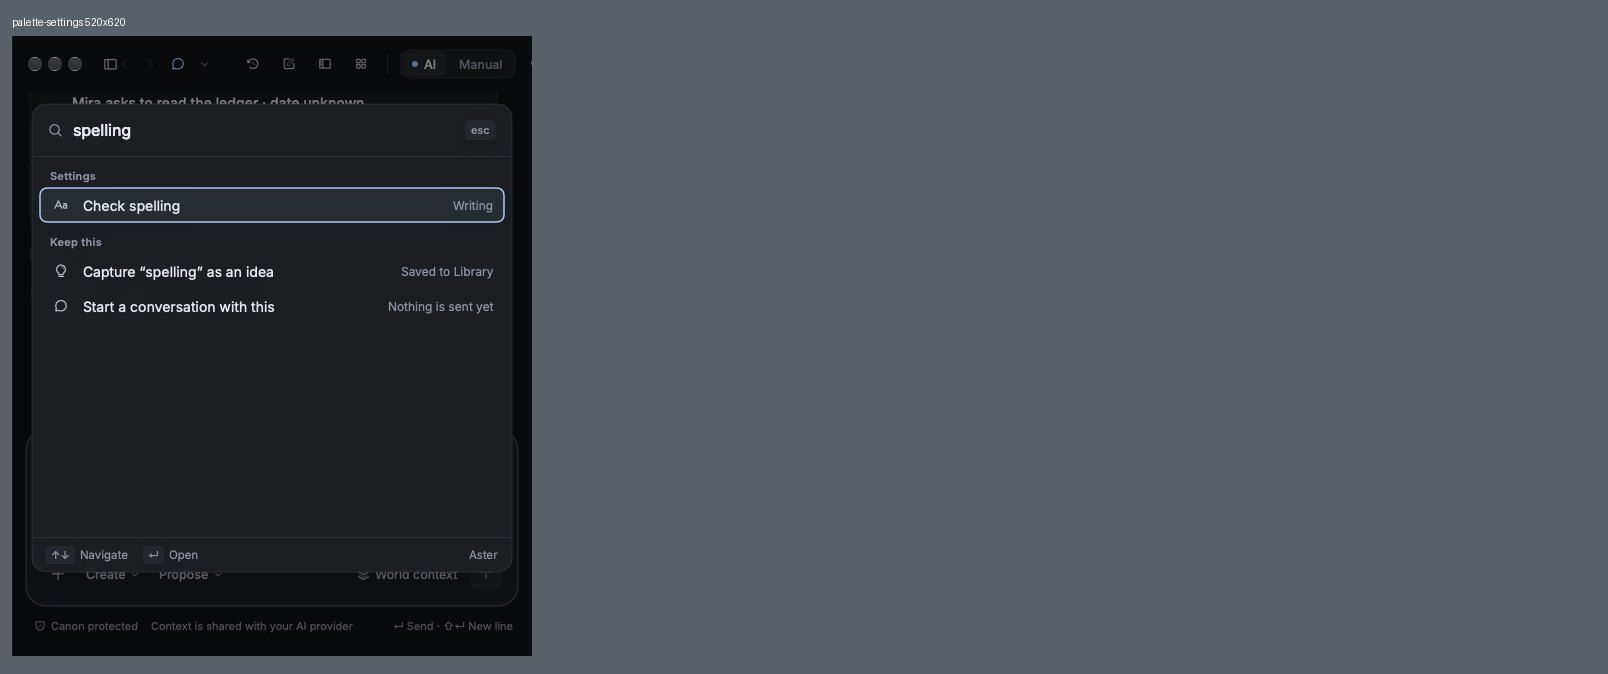 palette-settings 520x620
AI Manual
Mira asks to read the ledger · date unknown
spelling esc
Settings
Aa Check spelling Writing
Keep this
Capture “spelling” as an idea Saved to Library
Start a conversation with this Nothing is sent yet
↑↓ Navigate ↵ Open Aster
+ Create Propose World context
Canon protected Context is shared with your AI provider ↵ Send · ⇧↵ New line